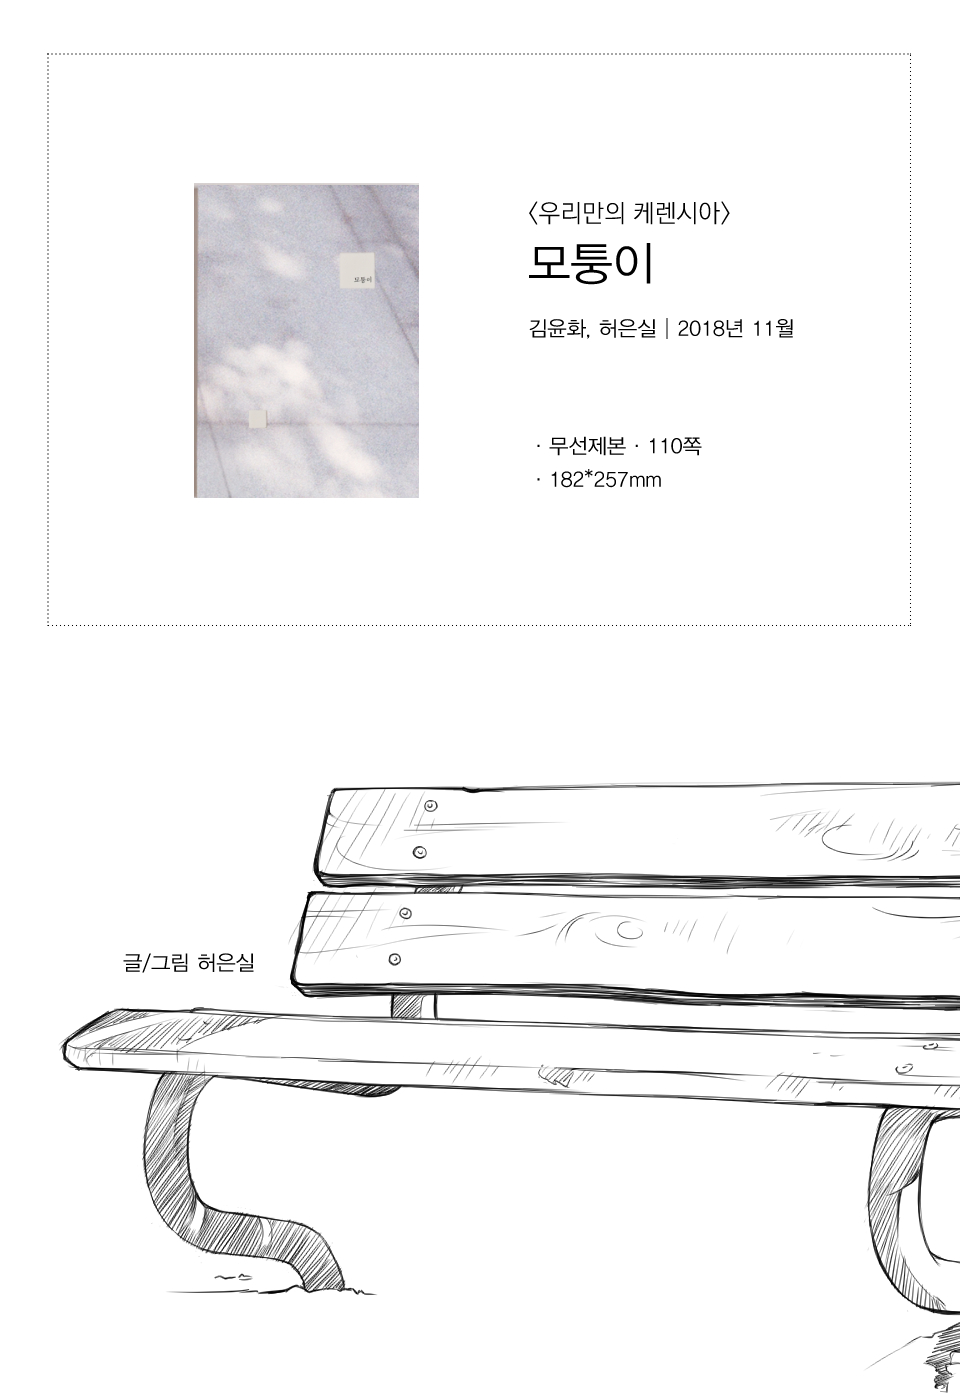 모퉁이
〈우리만의 케렌시아〉
모퉁이
김윤화, 허은실 | 2018년 11월
· 무선제본 · 110쪽
· 182*257mm
글/그림 허은실